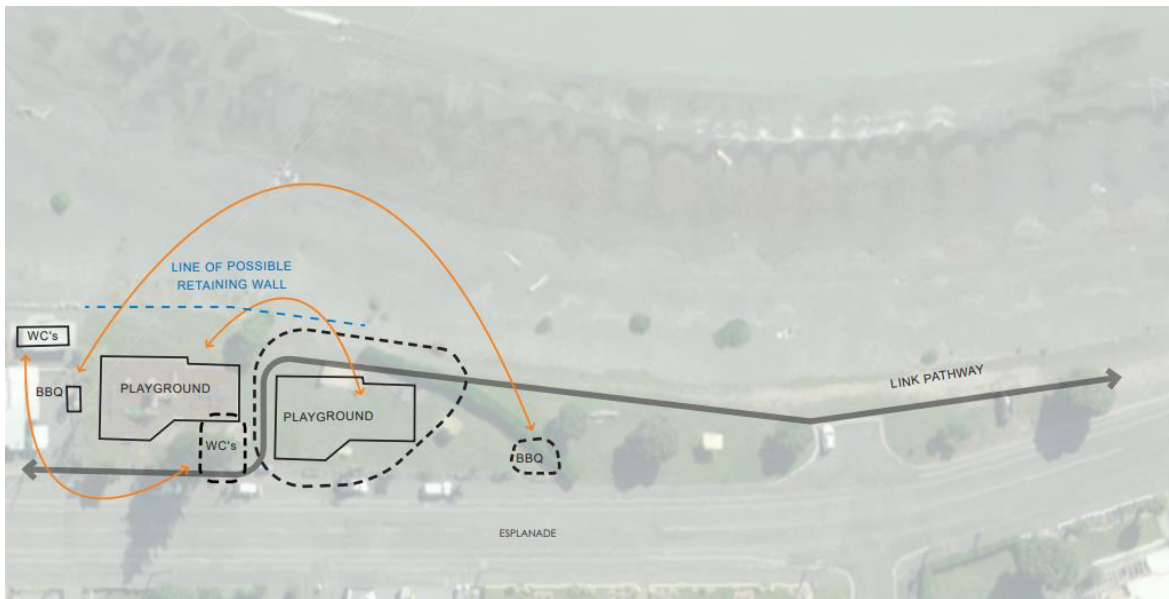 LINE OF POSSIBLE
RETAINING WALL
WC's
BBQ
PLAYGROUND
PLAYGROUND
WC's
BBQ
LINK PATHWAY
ESPLANADE